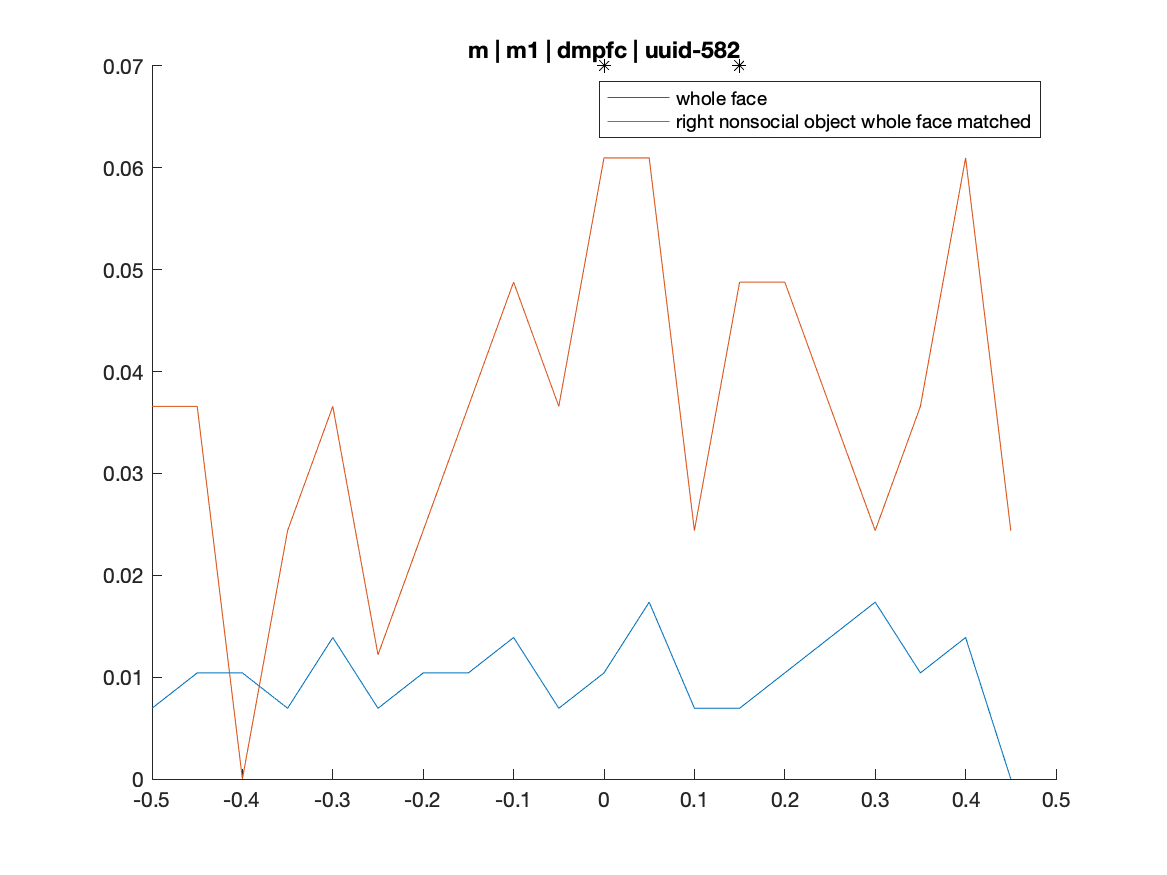 m | m1 | dmpfc | uuid-582
0.07
whole face
right nonsocial object whole face matched
0.06
0.05
0.04
0.03
0.02
0.01
0
-0.5 -0.4 -0.3 -0.2 -0.1 0 0.1 0.2 0.3 0.4 0.5